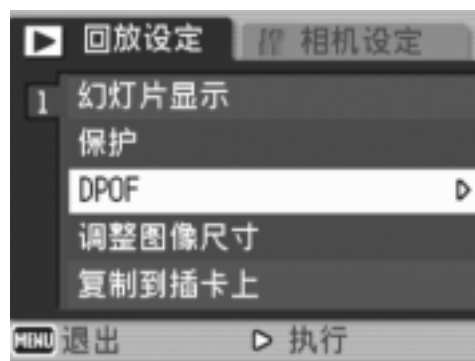 回放设定 相机设定
1 幻灯片显示
保护
DPOF
调整图像尺寸
复制到插卡上
MENU 退出 执行